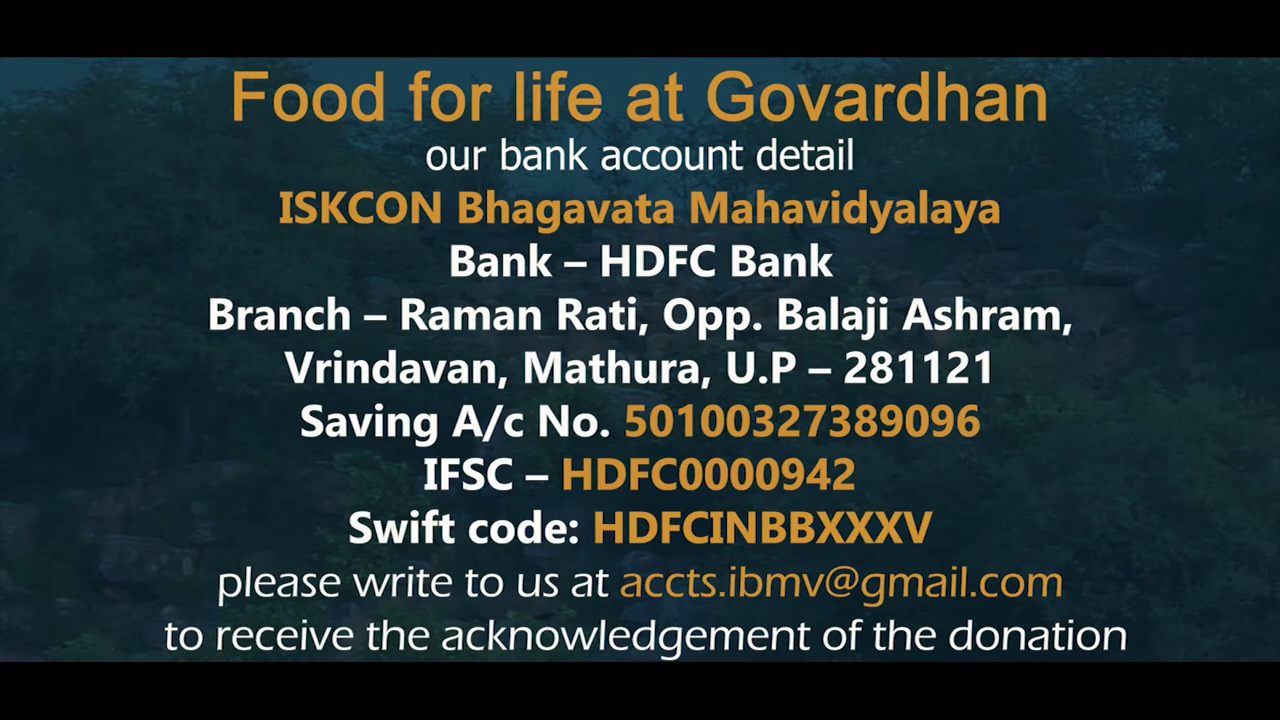 Food for life at Govardhan
our bank account detail
ISKCON Bhagavata Mahavidyalaya
Bank – HDFC Bank
Branch – Raman Rati, Opp. Balaji Ashram,
Vrindavan, Mathura, U.P – 281121
Saving A/c No. 50100327389096
IFSC – HDFC0000942
Swift code: HDFCINBBXXXV
please write to us at accts.ibmv@gmail.com
to receive the acknowledgement of the donation